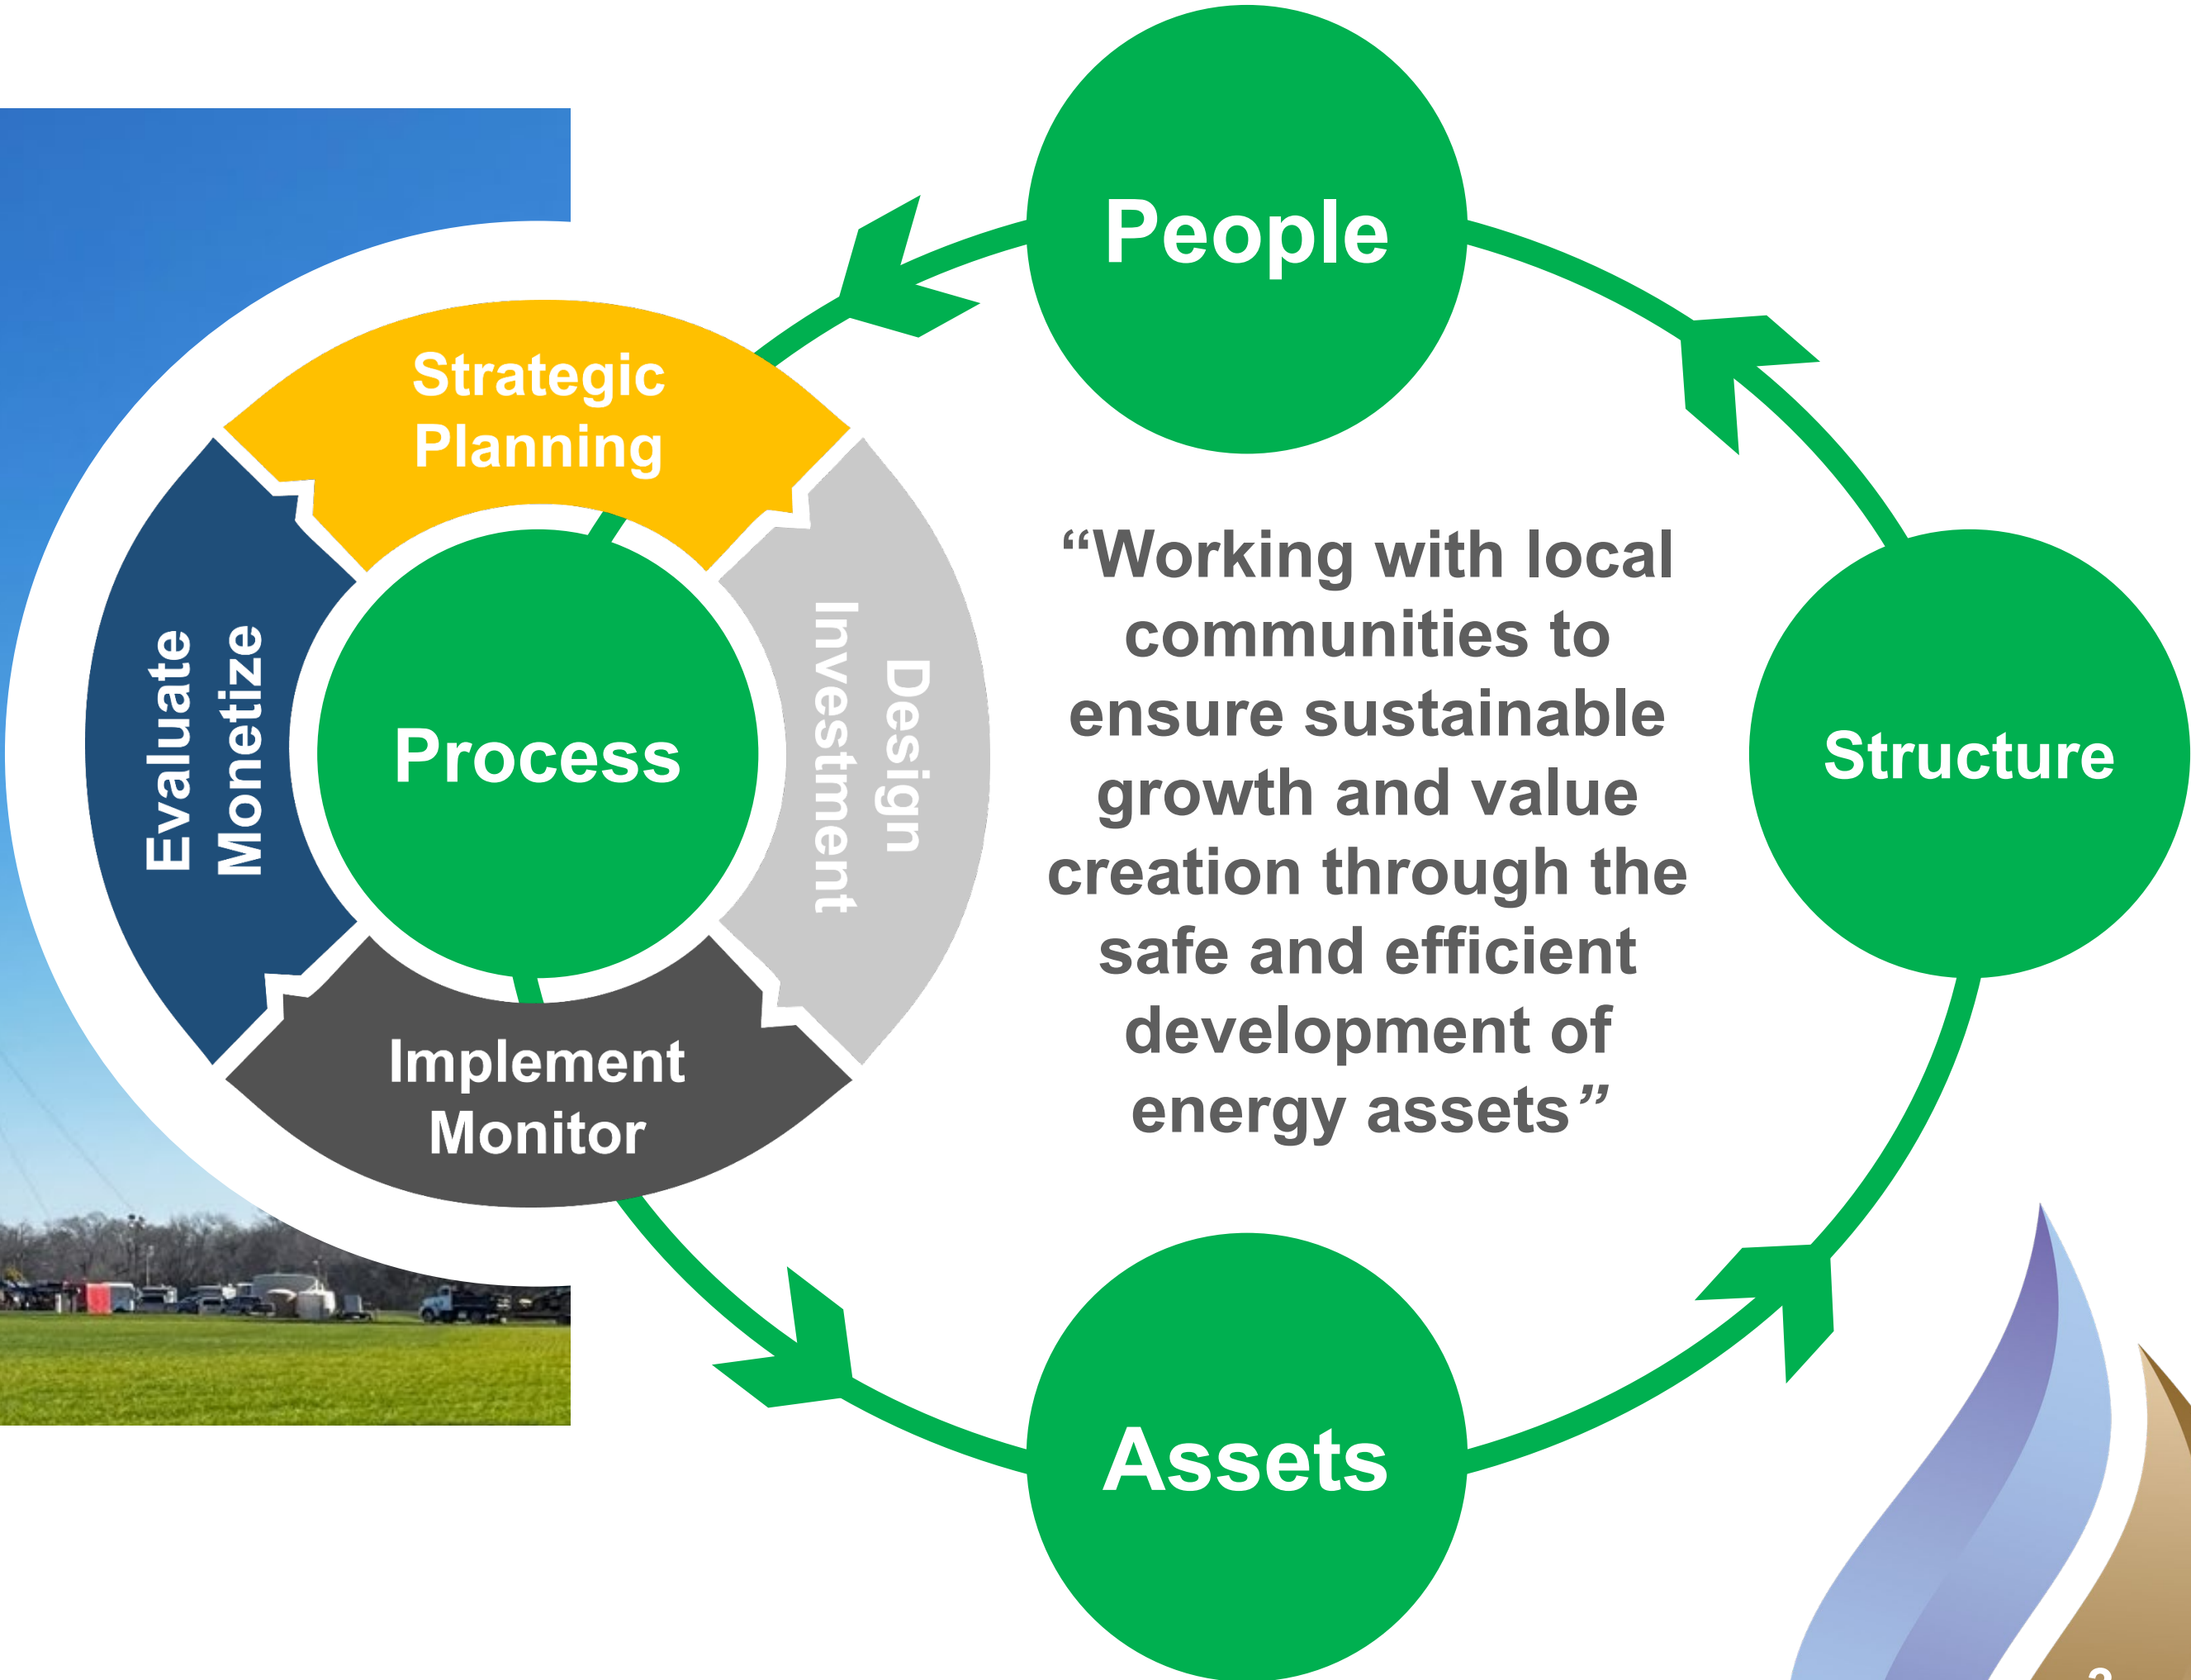 People
Strategic
Planning
Evaluate
Monetize
Process
Design
Investment
Implement
Monitor
“Working with local
communities to
ensure sustainable
growth and value
creation through the
safe and efficient
development of
energy assets”
Structure
Assets